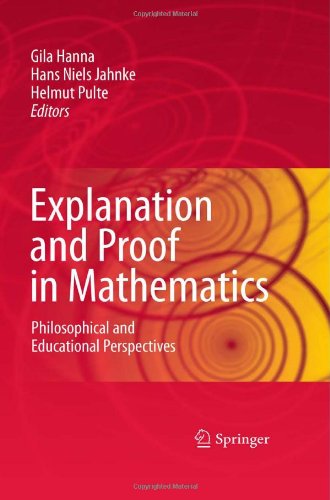 Gila Hanna
Hans Niels Jahnke
Helmut Pulte
Editors
Explanation
and Proof
in Mathematics
Philosophical and
Educational Perspectives
Springer